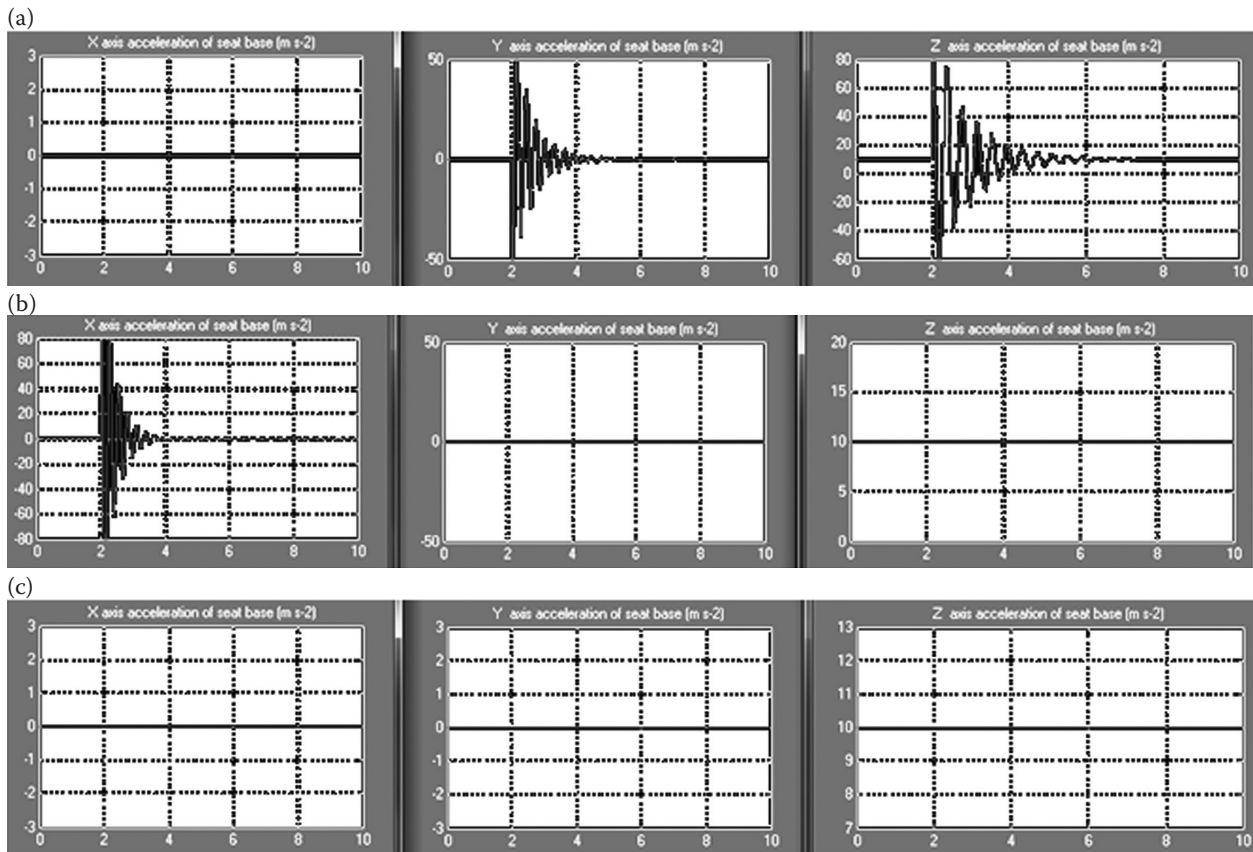 (a)
X axis acceleration of seat base (m s-2)
3
2
1
0
-1
-2
-3
0 2 4 6 8 10
Y axis acceleration of seat base (m s-2)
50
0
-50
0 2 4 6 8 10
Z axis acceleration of seat base (m s-2)
80
60
40
20
0
-20
-40
-60
0 2 4 6 8 10
(b)
X axis acceleration of seat base (m s-2)
80
60
40
20
0
-20
-40
-60
-80
0 2 4 6 8 10
Y axis acceleration of seat base (m s-2)
50
0
-50
0 2 4 6 8 10
Z axis acceleration of seat base (m s-2)
20
15
10
5
0
0 2 4 6 8 10
(c)
X axis acceleration of seat base (m s-2)
3
2
1
0
-1
-2
-3
0 2 4 6 8 10
Y axis acceleration of seat base (m s-2)
3
2
1
0
-1
-2
-3
0 2 4 6 8 10
Z axis acceleration of seat base (m s-2)
13
12
11
10
9
8
7
0 2 4 6 8 10